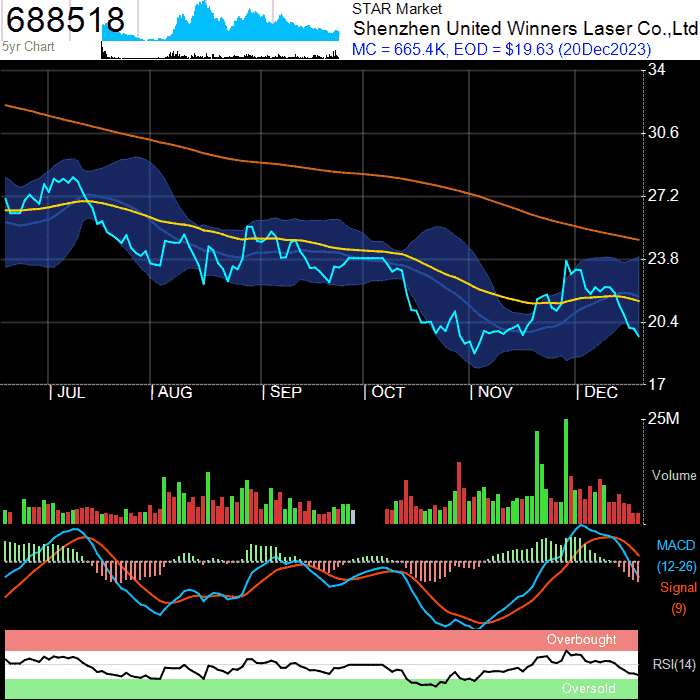 688518
5yr Chart
STAR Market
Shenzhen United Winners Laser Co.,Ltd
MC = 665.4K, EOD = $19.63 (20Dec2023)
34
30.6
27.2
23.8
20.4
17
| JUL | AUG | SEP | OCT | NOV | DEC
25M
Volume
MACD
(12-26)
Signal
(9)
Overbought
RSI(14)
Oversold